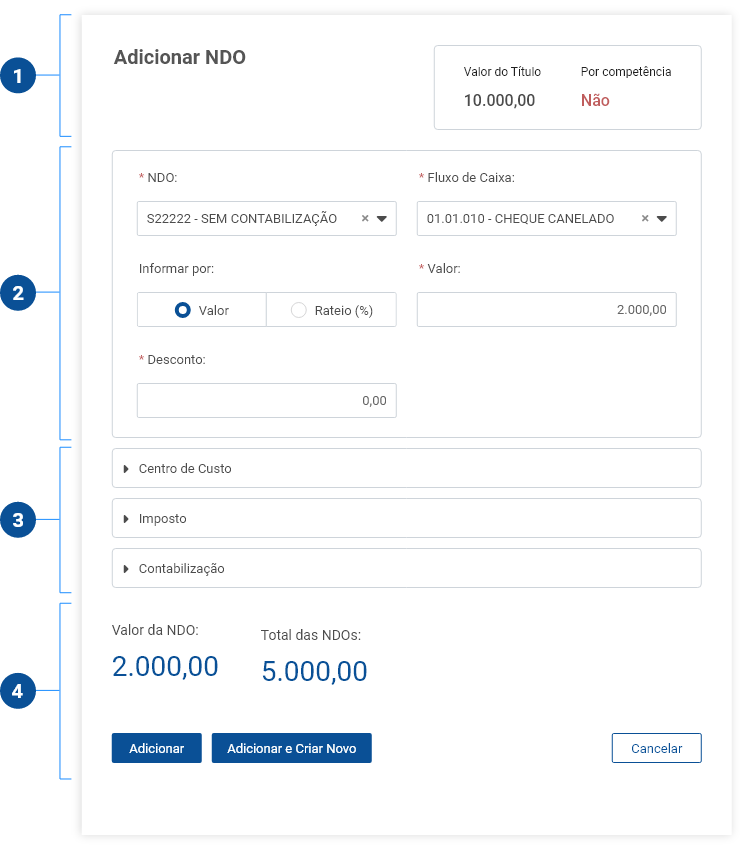 1
Adicionar NDO
Valor do Título Por competência
10.000,00 Não
2
* NDO: * Fluxo de Caixa:
S22222 - SEM CONTABILIZAÇÃO × 01.01.010 - CHEQUE CANELADO ×
Informar por: * Valor:
Valor Rateio (%) 2.000,00
* Desconto:
0,00
3
Centro de Custo
Imposto
Contabilização
4
Valor da NDO: Total das NDOs:
2.000,00 5.000,00
Adicionar Adicionar e Criar Novo Cancelar